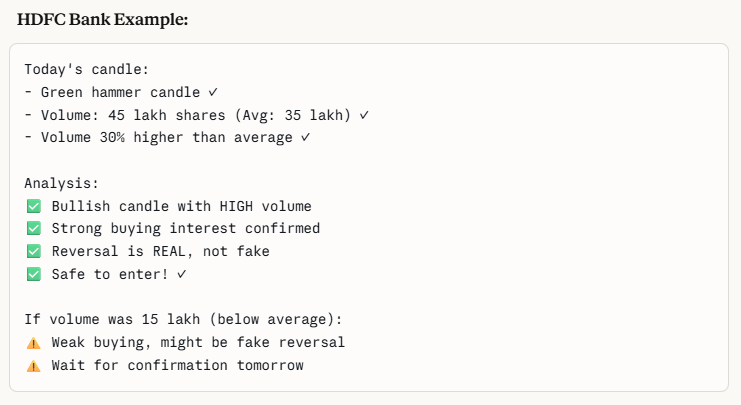 HDFC Bank Example:
Today's candle:
- Green hammer candle ✓
- Volume: 45 lakh shares (Avg: 35 lakh) ✓
- Volume 30% higher than average ✓
Analysis:
✅ Bullish candle with HIGH volume
✅ Strong buying interest confirmed
✅ Reversal is REAL, not fake
✅ Safe to enter! ✓
If volume was 15 lakh (below average):
⚠️ Weak buying, might be fake reversal
⚠️ Wait for confirmation tomorrow